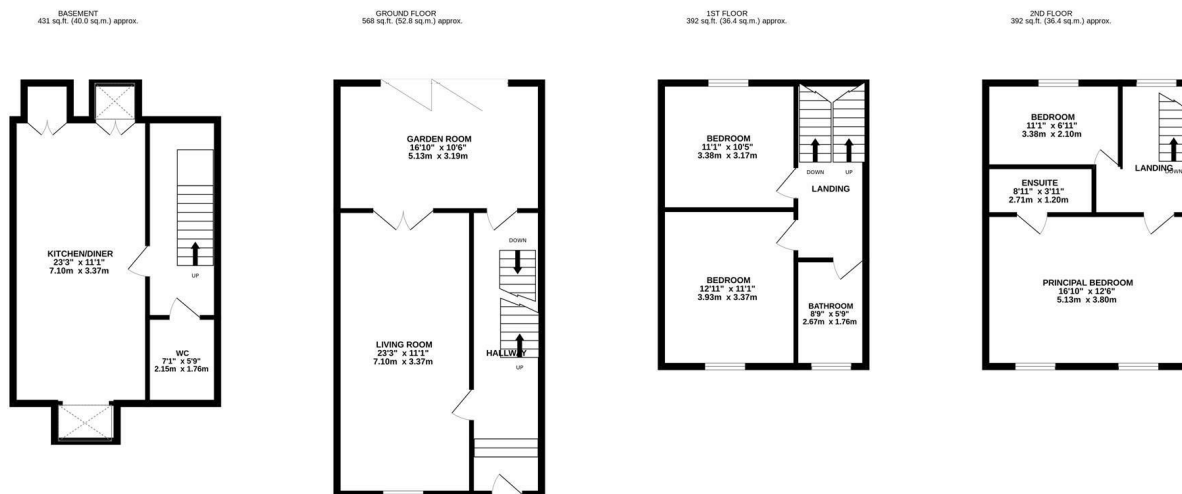 BASEMENT
431 sq.ft. (40.0 sq.m.) approx.
KITCHEN/DINER
23'3" x 11'1"
7.10m x 3.37m
UP
WC
7'1" x 5'9"
2.15m x 1.76m
GROUND FLOOR
568 sq.ft. (52.8 sq.m.) approx.
GARDEN ROOM
16'10" x 10'6"
5.13m x 3.19m
DOWN
LIVING ROOM
23'3" x 11'1"
7.10m x 3.37m
HALLWAY
UP
1ST FLOOR
392 sq.ft. (36.4 sq.m.) approx.
BEDROOM
11'1" x 10'5"
3.38m x 3.17m
DOWN
UP
LANDING
BEDROOM
12'11" x 11'1"
3.93m x 3.37m
BATHROOM
8'9" x 5'9"
2.67m x 1.76m
2ND FLOOR
392 sq.ft. (36.4 sq.m.) approx.
BEDROOM
11'1" x 6'11"
3.38m x 2.10m
LANDING
DOWN
ENSUITE
8'11" x 3'11"
2.71m x 1.20m
PRINCIPAL BEDROOM
16'10" x 12'6"
5.13m x 3.80m